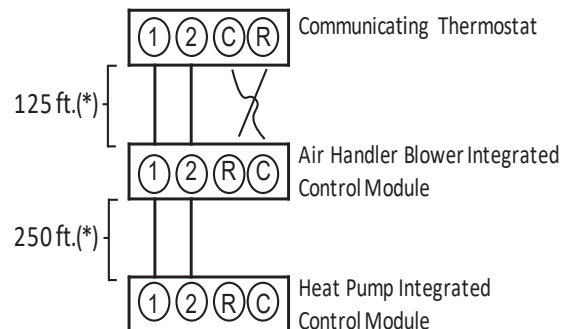 1 2 C R
Communicating Thermostat
125 ft.(*)
1 2 R C
Air Handler Blower Integrated
Control Module
250 ft.(*)
1 2 R C
Heat Pump Integrated
Control Module